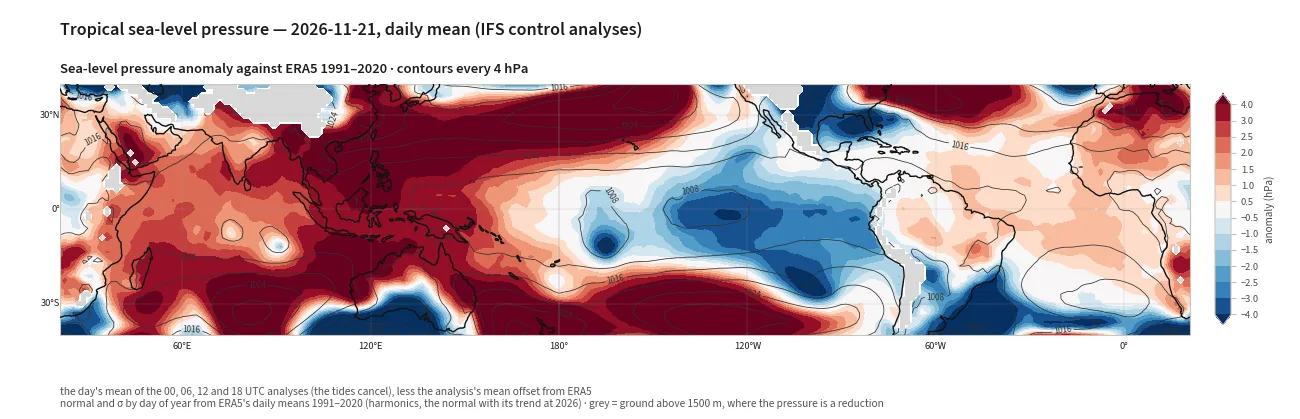 Tropical sea-level pressure — 2026-11-21, daily mean (IFS control analyses)
Sea-level pressure anomaly against ERA5 1991–2020 · contours every 4 hPa
30°N
0°
30°S
60°E
120°E
180°
120°W
60°W
0°
1016
1016
1024
1016
1024
1008
1008
1016
1016
1008
1016
1016
4.0
3.0
2.0
1.5
1.0
0.5
−0.5
−1.0
−1.5
−2.0
−3.0
−4.0
anomaly (hPa)
the day's mean of the 00, 06, 12 and 18 UTC analyses (the tides cancel), less the analysis's mean offset from ERA5
normal and σ by day of year from ERA5's daily means 1991–2020 (harmonics, the normal with its trend at 2026) · grey = ground above 1500 m, where the pressure is a reduction